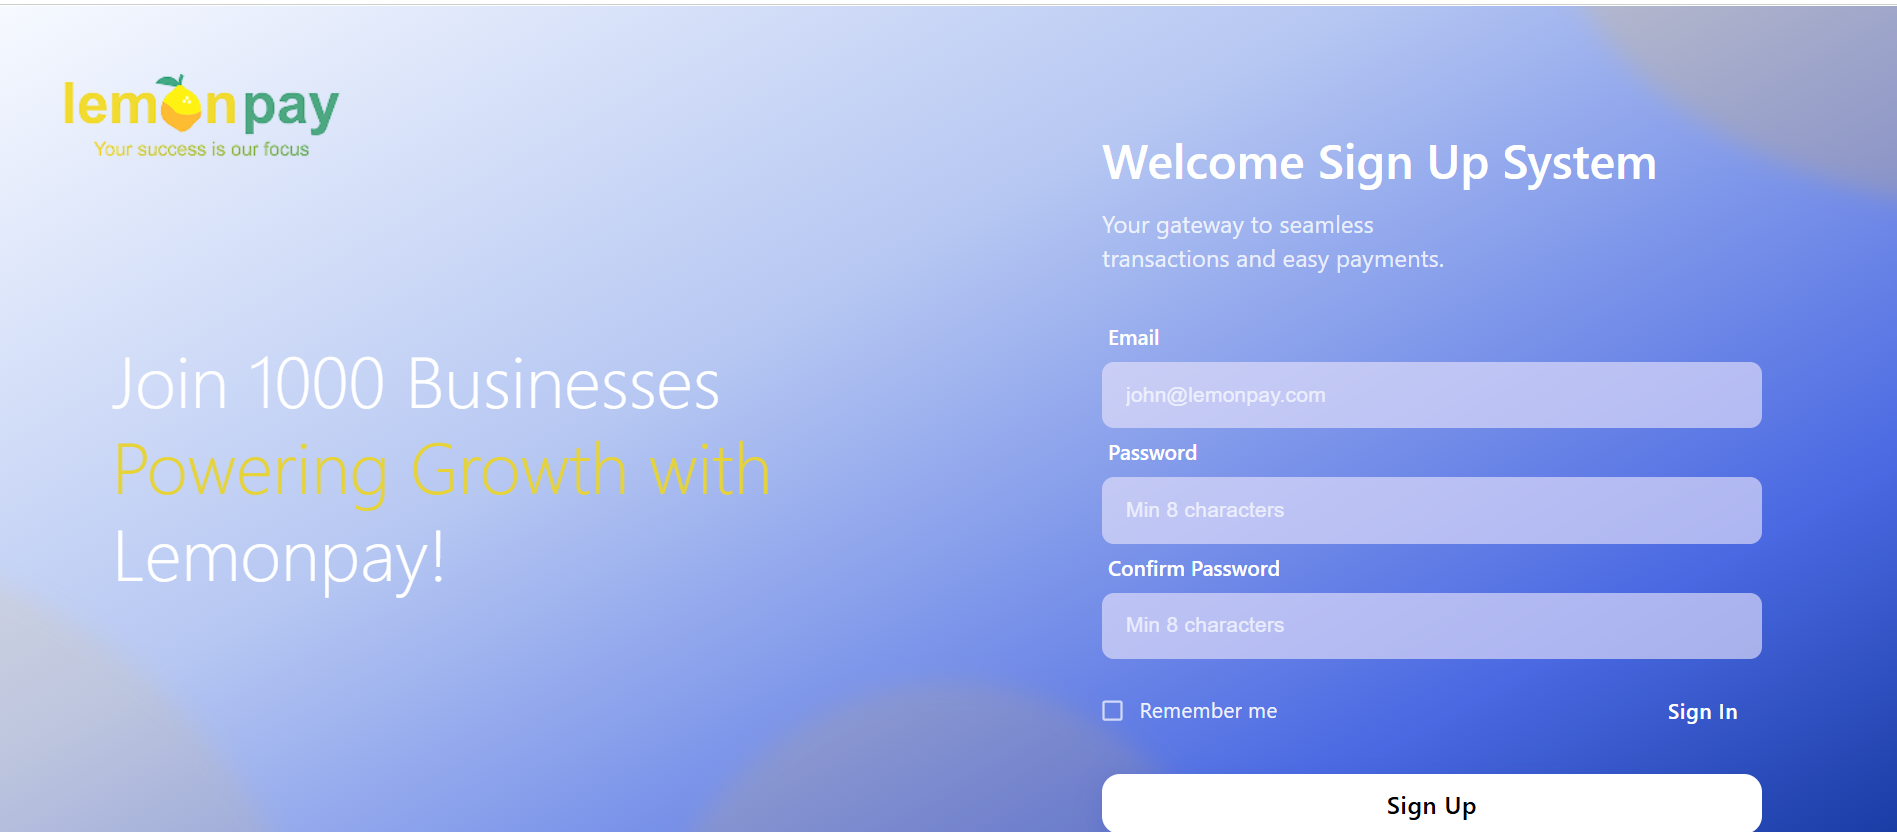 lemonpay
Your success is our focus
Join 1000 Businesses
Powering Growth with
Lemonpay!
Welcome Sign Up System
Your gateway to seamless
transactions and easy payments.
Email
john@lemonpay.com
Password
Min 8 characters
Confirm Password
Min 8 characters
Remember me
Sign In
Sign Up